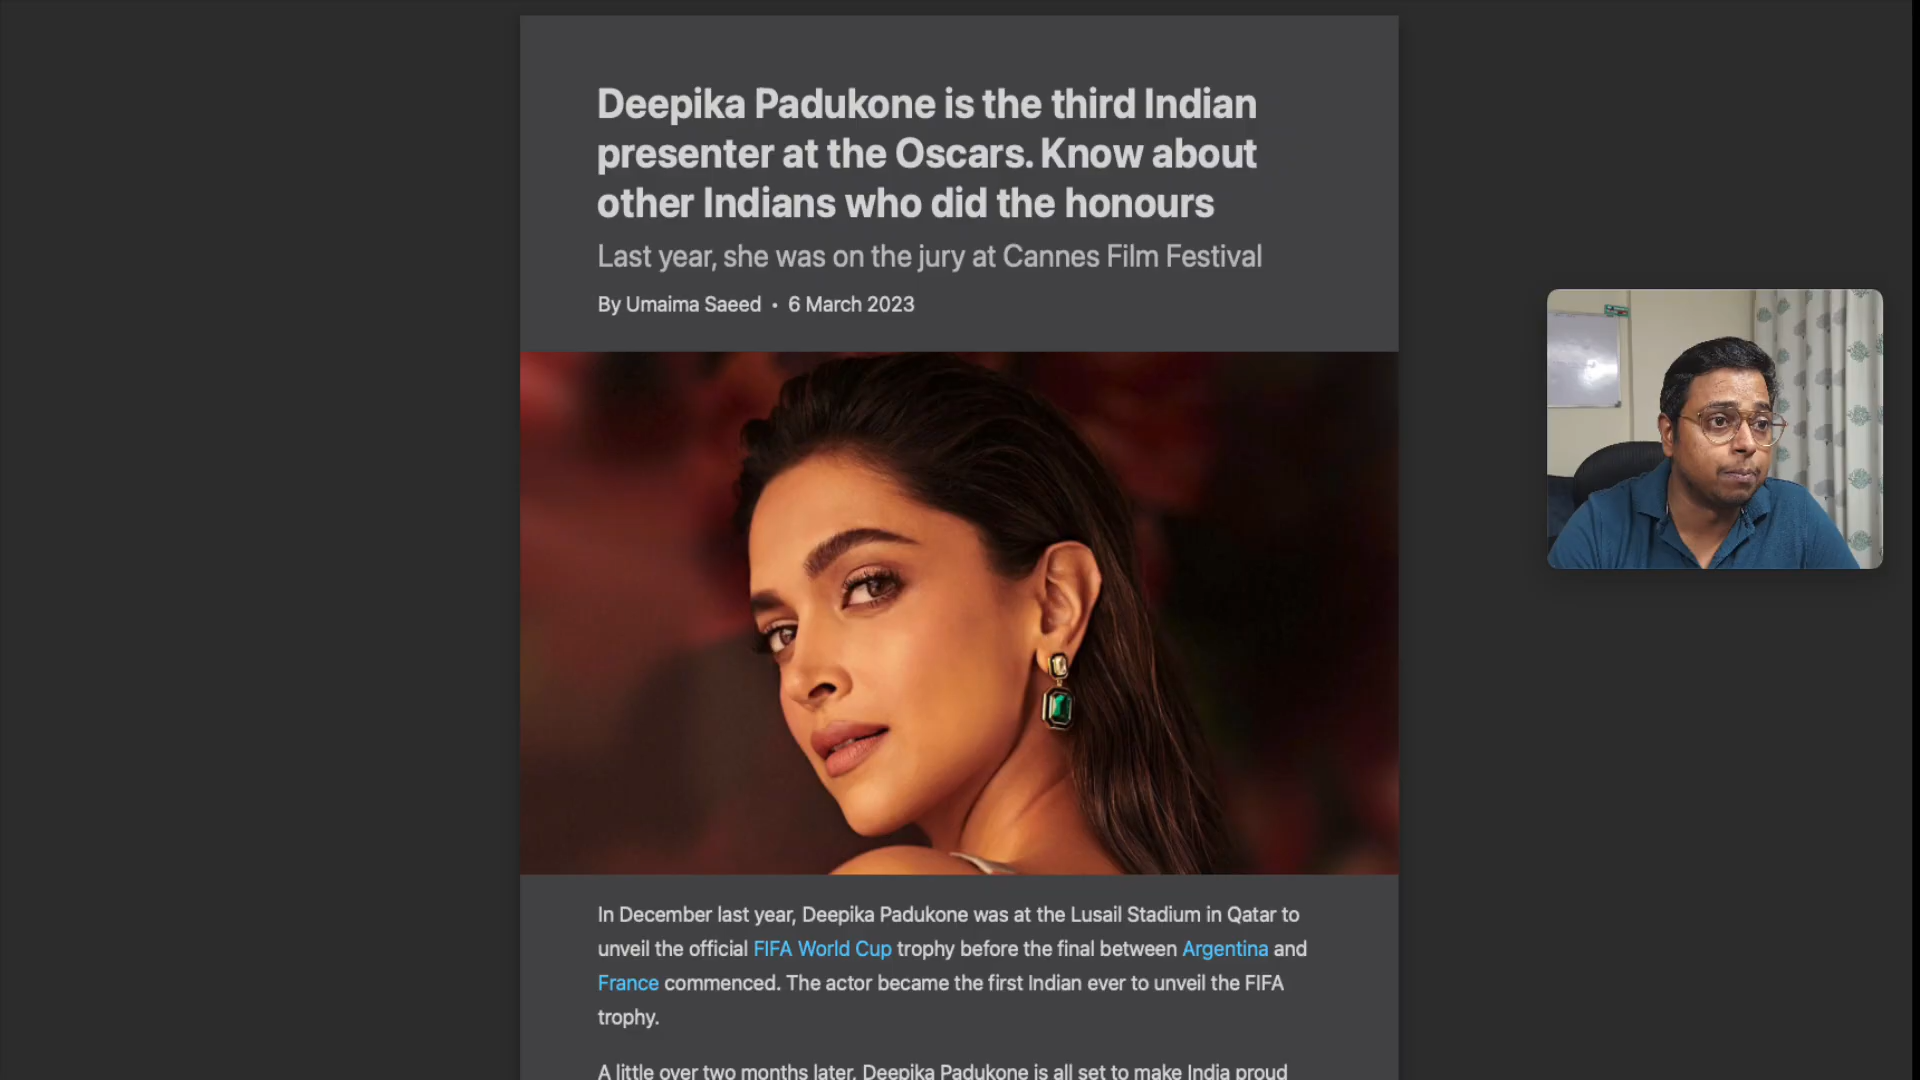 Deepika Padukone is the third Indian
presenter at the Oscars. Know about
other Indians who did the honours
Last year, she was on the jury at Cannes Film Festival
By Umaima Saeed • 6 March 2023
In December last year, Deepika Padukone was at the Lusail Stadium in Qatar to
unveil the official FIFA World Cup trophy before the final between Argentina and
France commenced. The actor became the first Indian ever to unveil the FIFA
trophy.
A little over two months later, Deepika Padukone is all set to make India proud